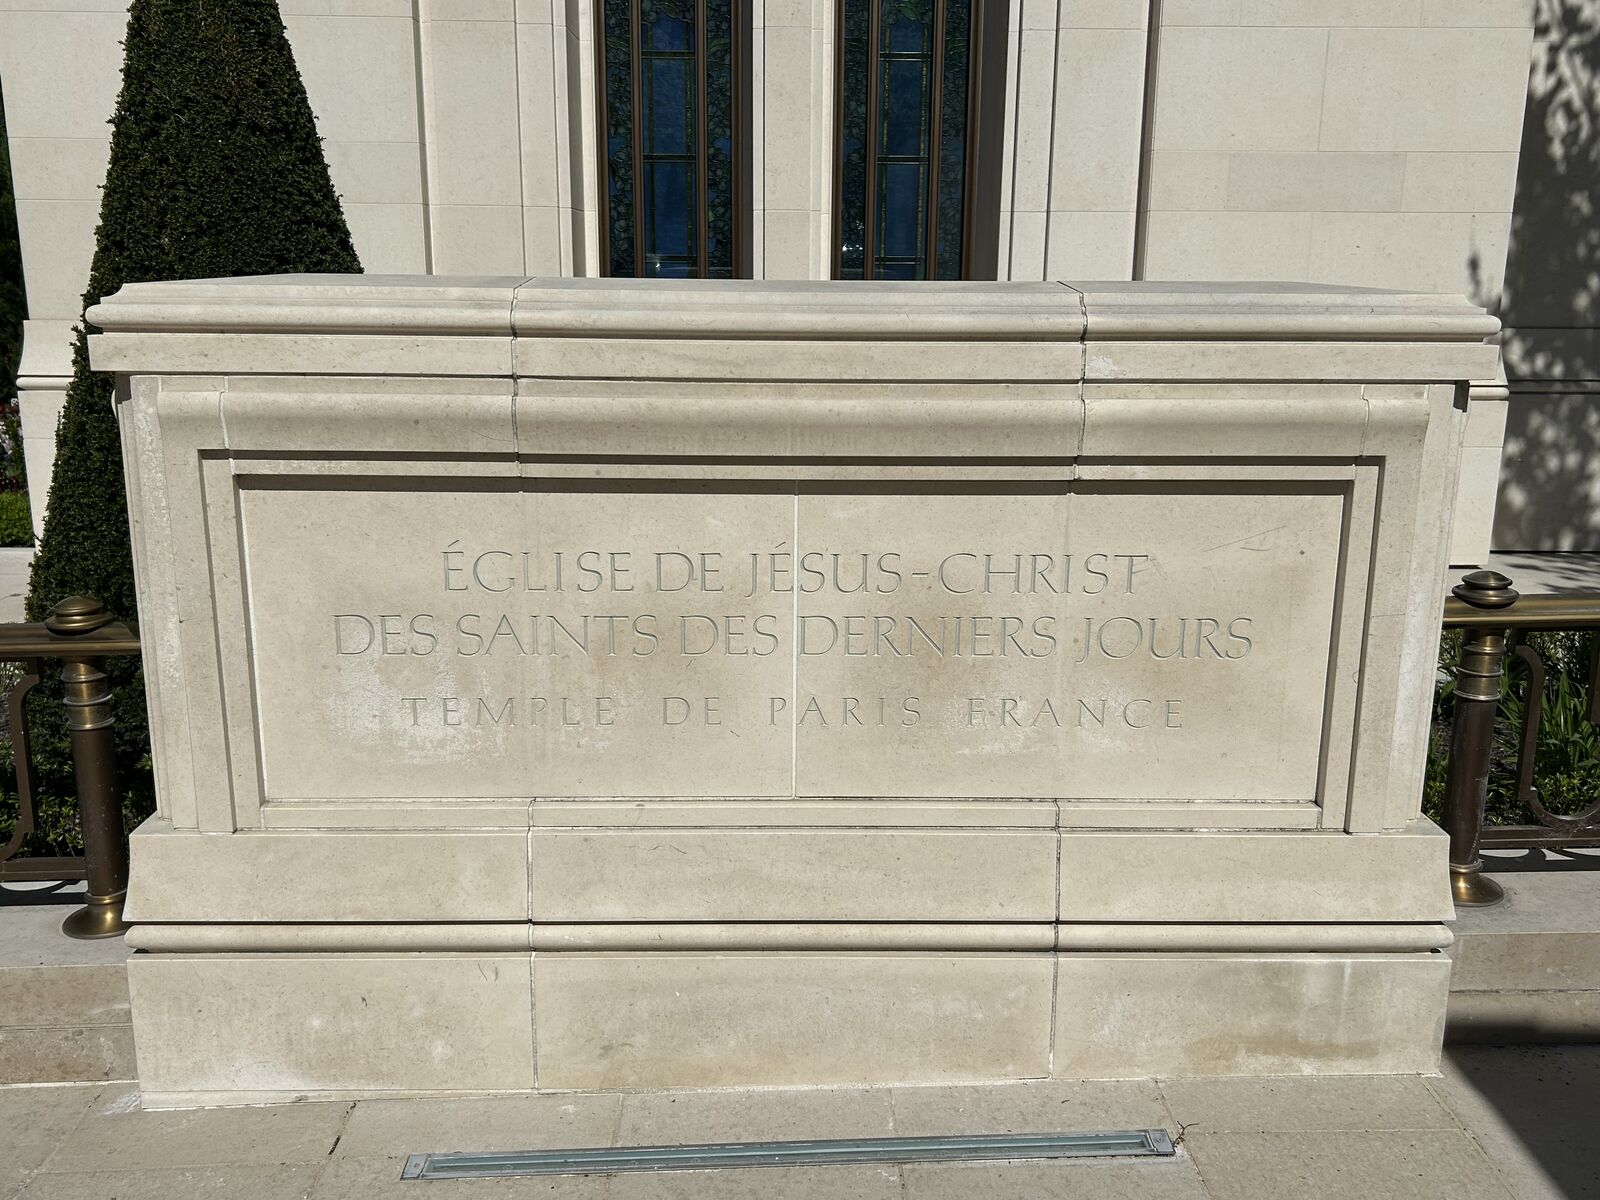 ÉGLISE DE JÉSUS-CHRIST
DES SAINTS DES DERNIERS JOURS
TEMPLE DE PARIS FRANCE